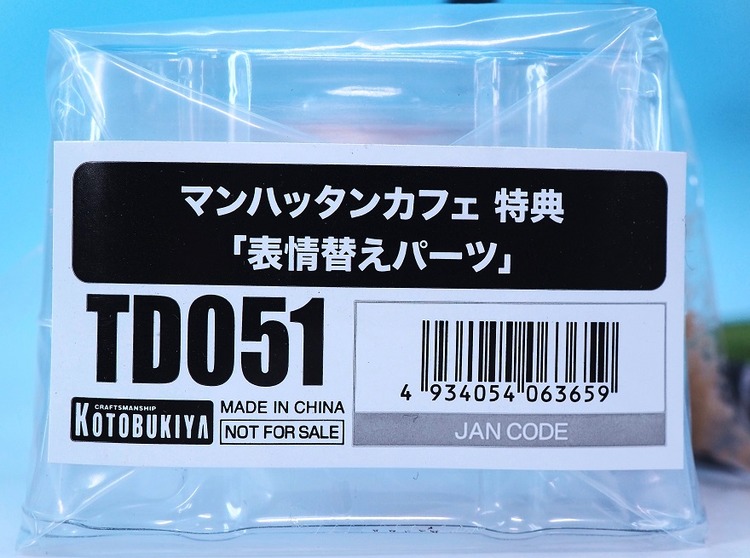 マンハッタンカフェ 特典
「表情替えパーツ」
TD051
CRAFTSMANSHIP
KOTOBUKIYA
MADE IN CHINA
NOT FOR SALE
4 934054 063659
JAN CODE